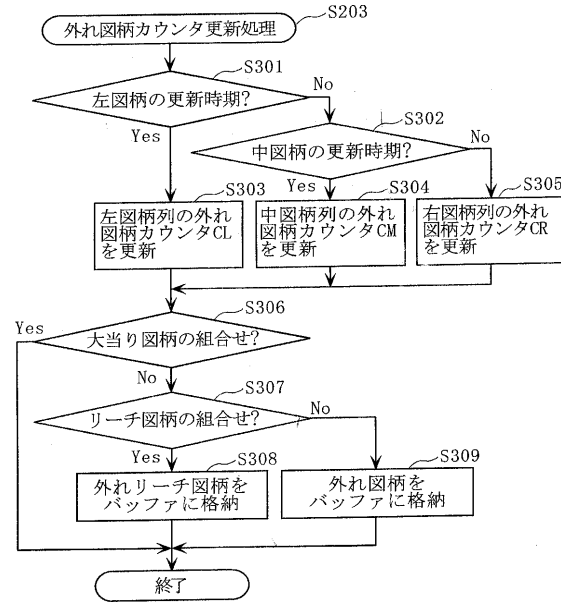 外れ図柄カウンタ更新処理
S203
S301
左図柄の更新時期?
No
S302
Yes
中図柄の更新時期?
No
S303
Yes
S304
S305
左図柄列の外れ
図柄カウンタCL
を更新
中図柄列の外れ
図柄カウンタCM
を更新
右図柄列の外れ
図柄カウンタCR
を更新
S306
Yes
大当り図柄の組合せ?
No
S307
リーチ図柄の組合せ?
No
Yes
S308
S309
外れリーチ図柄を
バッファに格納
外れ図柄を
バッファに格納
終了